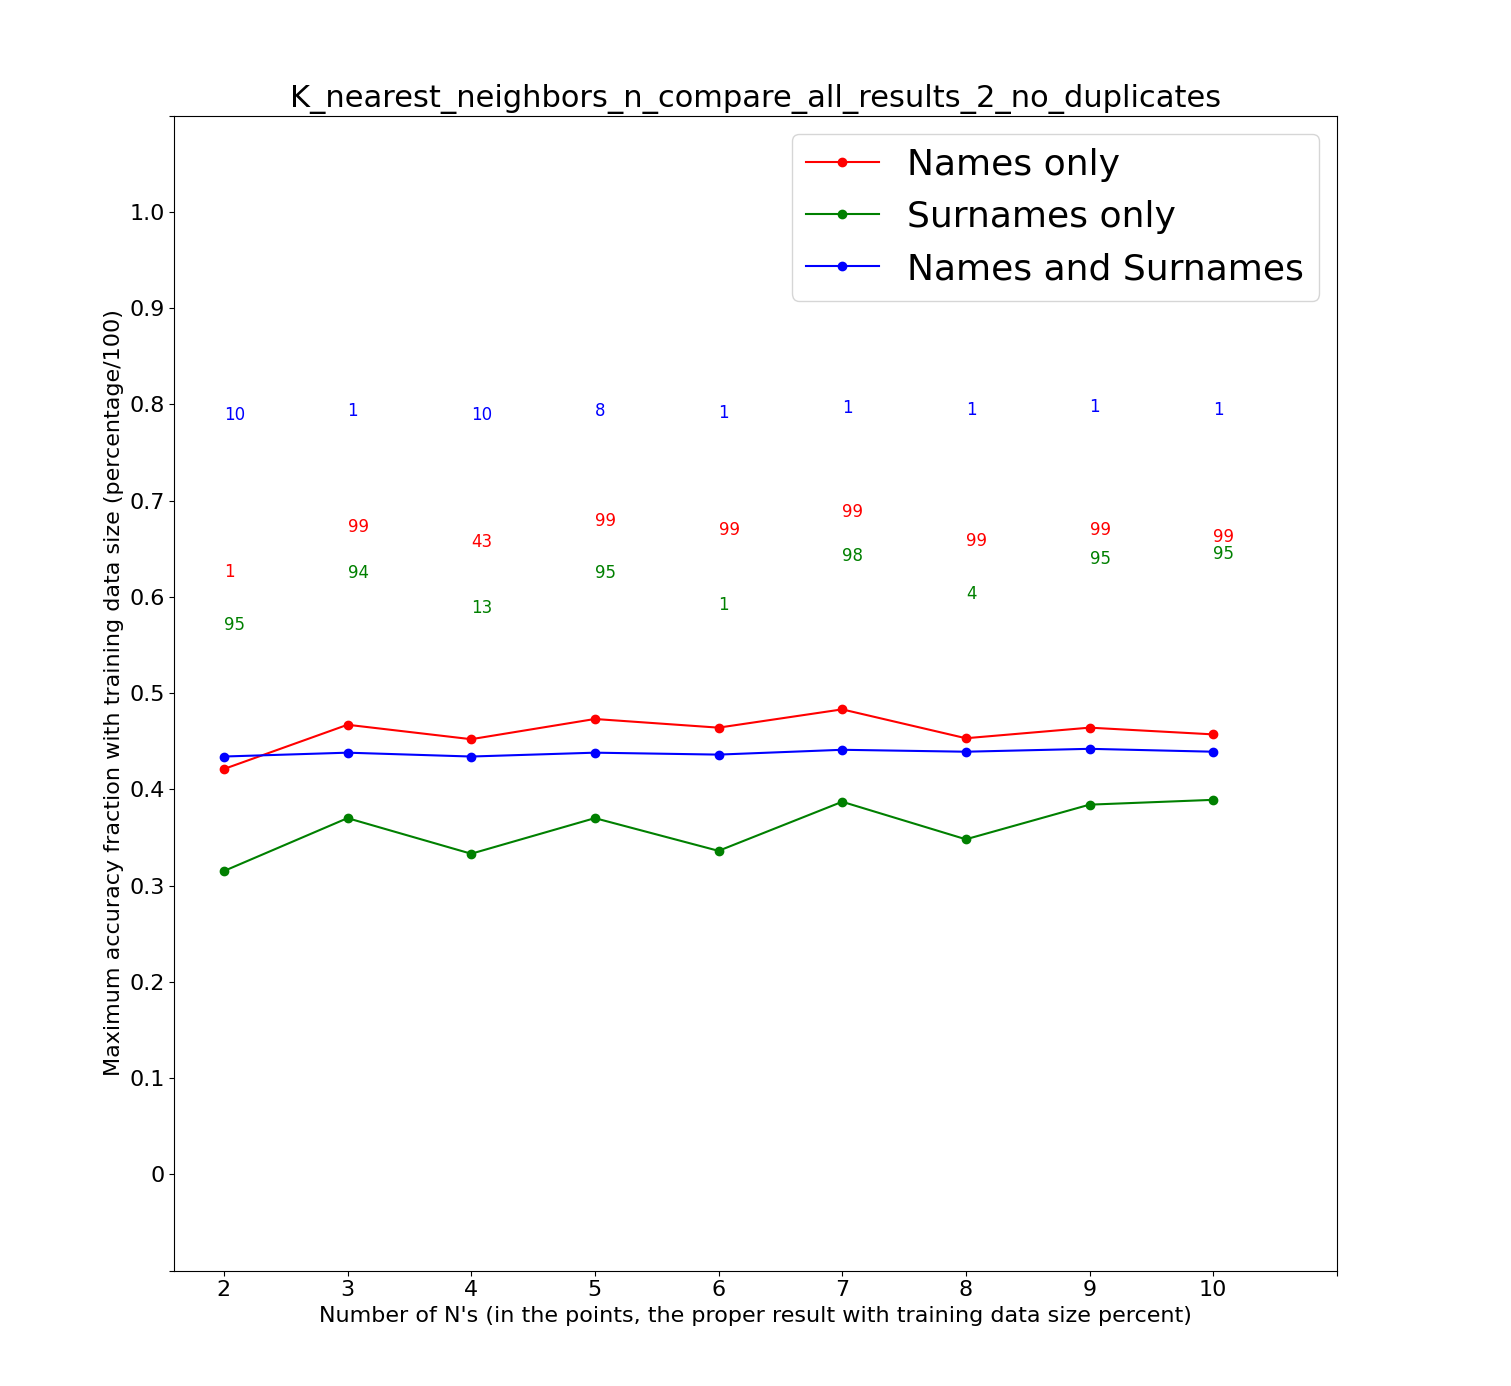 K_nearest_neighbors_n_compare_all_results_2_no_duplicates
Names only
Surnames only
Names and Surnames
Maximum accuracy fraction with training data size (percentage/100)
1.0
0.9
0.8
0.7
0.6
0.5
0.4
0.3
0.2
0.1
0
10 1 10 8 1 1 1 1 1
1 99 43 99 99 99 99 99 99
95 94 13 95 1 98 4 95 95
2 3 4 5 6 7 8 9 10
Number of N's (in the points, the proper result with training data size percent)